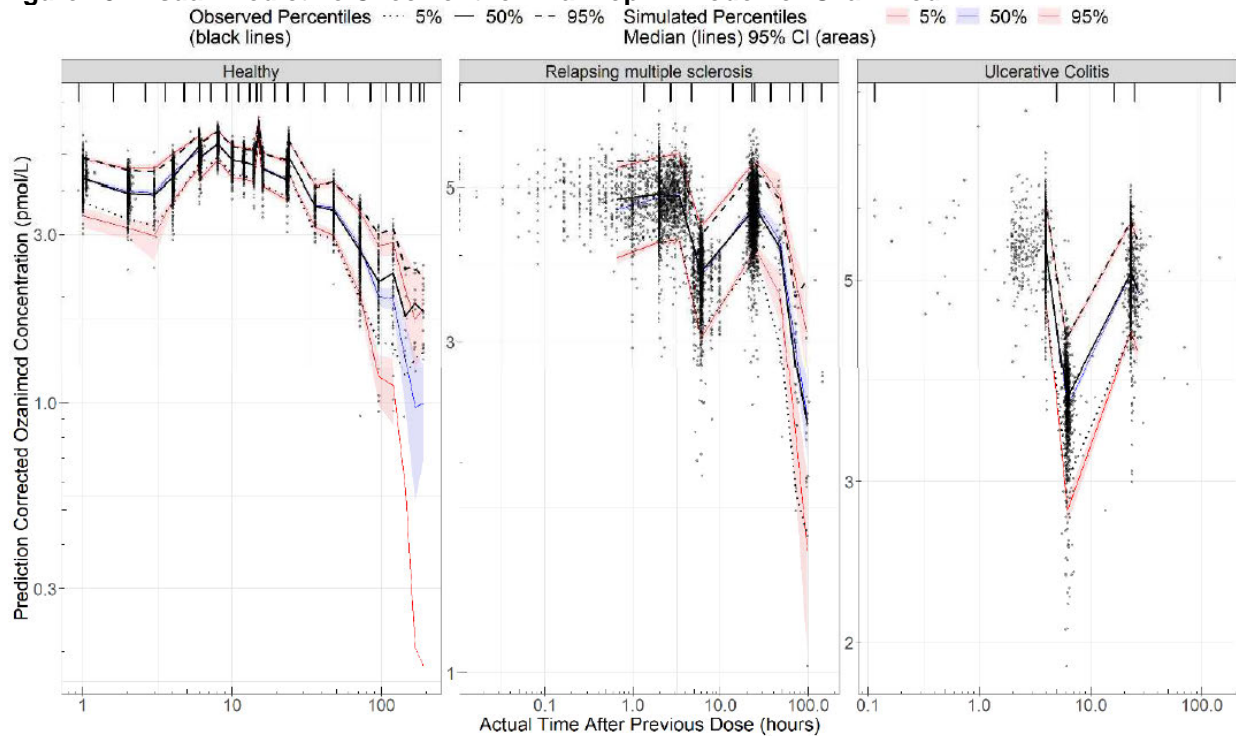 Observed Percentiles ···· 5% — 50% - - 95% Simulated Percentiles 5% 50% 95%
(black lines) Median (lines) 95% CI (areas)
Healthy Relapsing multiple sclerosis Ulcerative Colitis
Prediction Corrected Ozanimod Concentration (pmol/L)
3.0
1.0
0.3
5
3
1
5
3
2
1 10 100 0.1 1.0 10.0 100.0 0.1 1.0 10.0 100.0
Actual Time After Previous Dose (hours)